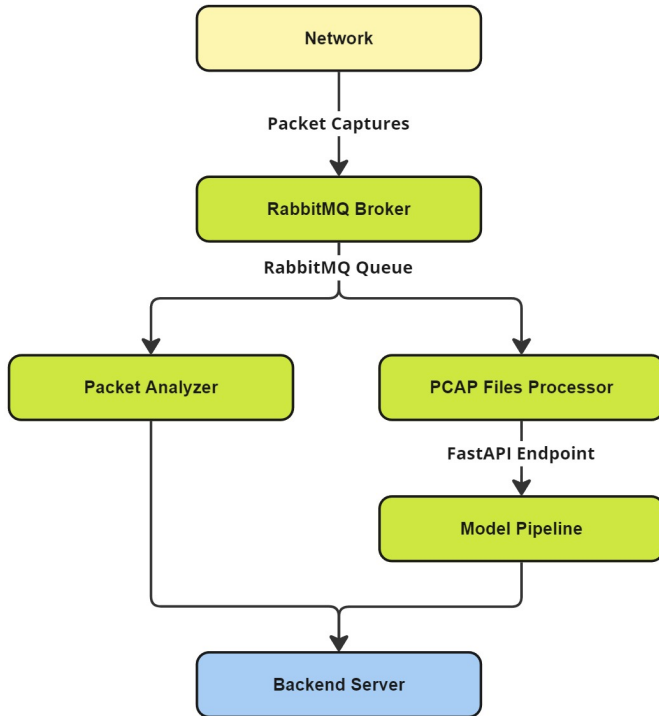 Network
Packet Captures
RabbitMQ Broker
RabbitMQ Queue
Packet Analyzer
PCAP Files Processor
FastAPI Endpoint
Model Pipeline
Backend Server